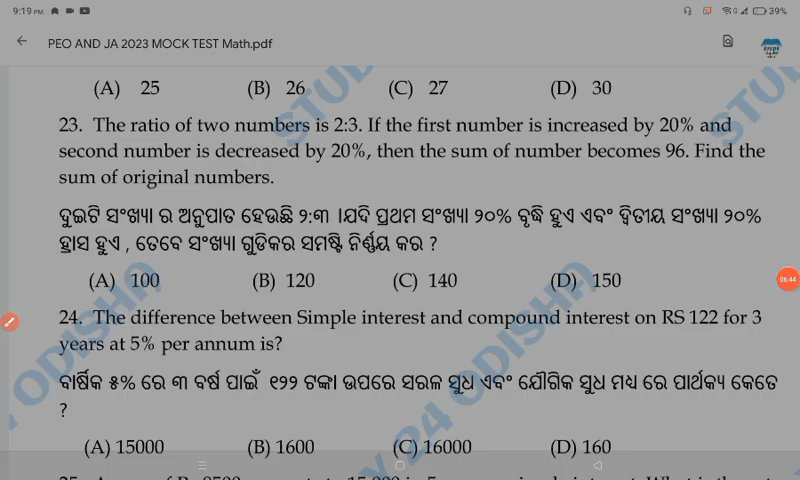 9:19 PM
39%
PEO AND JA 2023 MOCK TEST Math.pdf
(A) 25 (B) 26 (C) 27 (D) 30
23. The ratio of two numbers is 2:3. If the first number is increased by 20% and
second number is decreased by 20%, then the sum of number becomes 96. Find the
sum of original numbers.
ଦୁଇଟି ସଂଖ୍ୟା ର ଅନୁପାତ ହେଉଛି ୨:୩ ।ଯଦି ପ୍ରଥମ ସଂଖ୍ୟା ୨୦% ବୃଦ୍ଧି ହୁଏ ଏବଂ ଦ୍ୱିତୀୟ ସଂଖ୍ୟା ୨୦%
ହ୍ରାସ ହୁଏ , ତେବେ ସଂଖ୍ୟା ଗୁଡିକର ସମଷ୍ଟି ନିର୍ଣ୍ଣୟ କର ?
(A) 100 (B) 120 (C) 140 (D) 150
06:44
24. The difference between Simple interest and compound interest on RS 122 for 3
years at 5% per annum is?
ବାର୍ଷିକ ୫% ରେ ୩ ବର୍ଷ ପାଇଁ ୧୨୨ ଟଙ୍କା ଉପରେ ସରଳ ସୁଧ ଏବଂ ଯୌଗିକ ସୁଧ ମଧ୍ୟ ରେ ପାର୍ଥକ୍ୟ କେତେ
?
(A) 15000 (B) 1600 (C) 16000 (D) 160